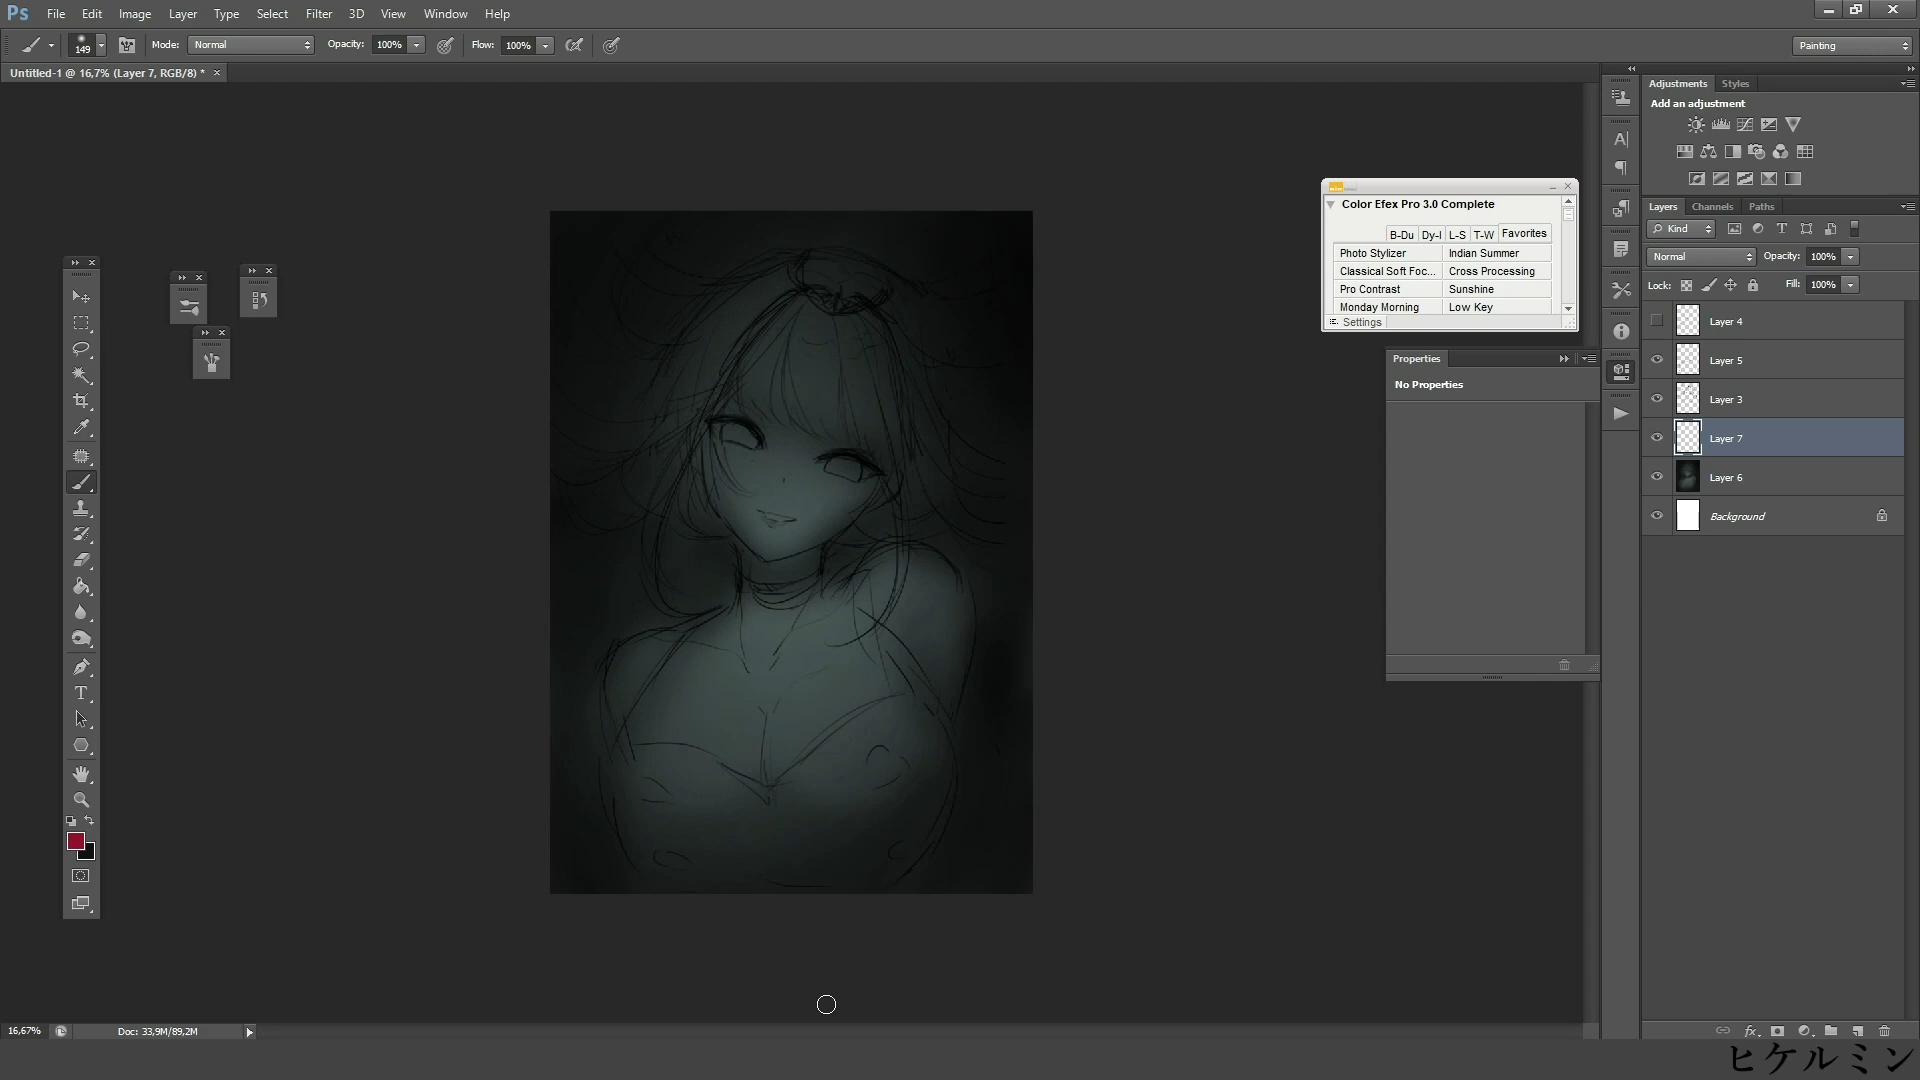 Ps File Edit Image Layer Type Select Filter 3D View Window Help
149 Mode: Normal Opacity: 100% Flow: 100% Painting
Untitled-1 @ 16,7% (Layer 7, RGB/8) * ×
Adjustments Styles
Add an adjustment
Color Efex Pro 3.0 Complete
B-Du Dy-I L-S T-W Favorites
Photo Stylizer Indian Summer
Classical Soft Foc... Cross Processing
Pro Contrast Sunshine
Monday Morning Low Key
Settings
Properties
No Properties
Layers Channels Paths
Kind
Normal Opacity: 100%
Lock: Fill: 100%
Layer 4
Layer 5
Layer 3
Layer 7
Layer 6
Background
16,67% Doc: 33,9M/89,2M
ヒケルミン